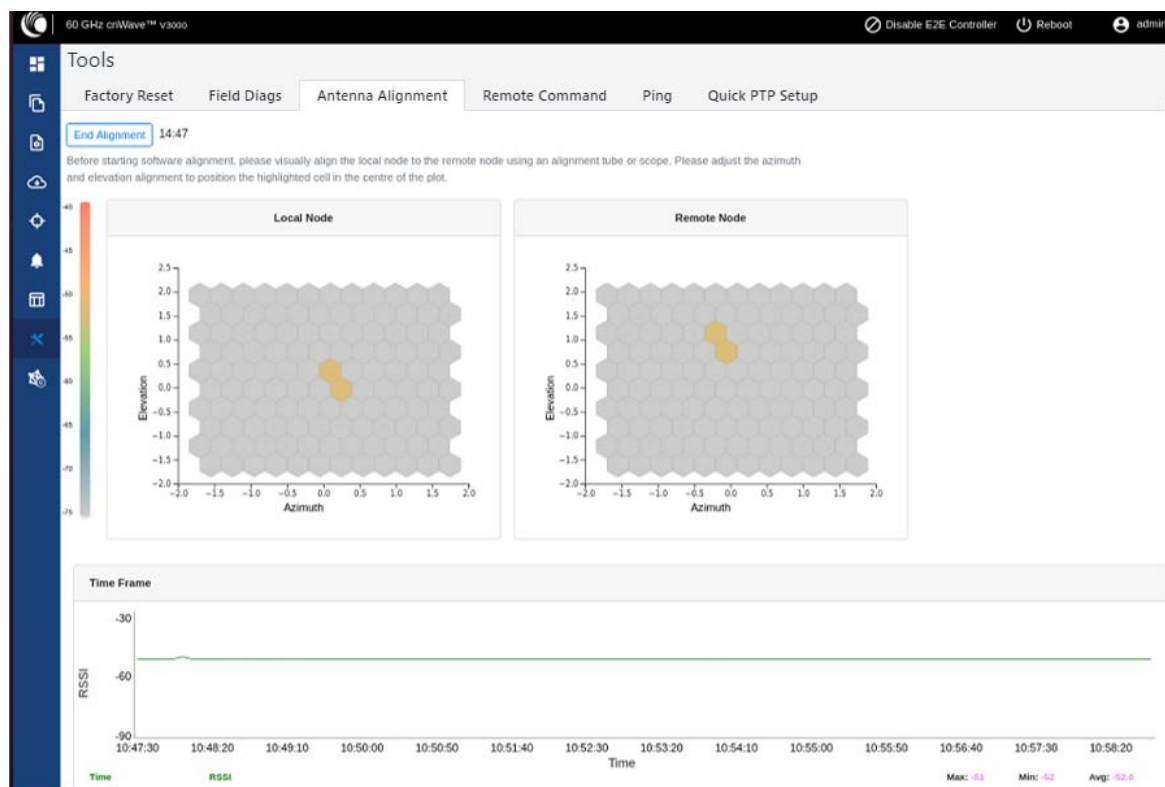 60 GHz cnWave™ V3000
Disable E2E Controller
Reboot
admin
Tools
Factory Reset
Field Diags
Antenna Alignment
Remote Command
Ping
Quick PTP Setup
End Alignment
14:47
Before starting software alignment, please visually align the local node to the remote node using an alignment tube or scope. Please adjust the azimuth
and elevation alignment to position the highlighted cell in the centre of the plot.
-40
-45
-50
-55
-60
-65
-70
-75
Local Node
2.5
2.0
1.5
1.0
0.5
0.0
−0.5
−1.0
−1.5
−2.0
Elevation
−2.0 −1.5 −1.0 −0.5 0.0 0.5 1.0 1.5 2.0
Azimuth
Remote Node
2.5
2.0
1.5
1.0
0.5
0.0
−0.5
−1.0
−1.5
−2.0
Elevation
−2.0 −1.5 −1.0 −0.5 0.0 0.5 1.0 1.5 2.0
Azimuth
Time Frame
-30
-60
-90
RSSI
10:47:30 10:48:20 10:49:10 10:50:00 10:50:50 10:51:40 10:52:30 10:53:20 10:54:10 10:55:00 10:55:50 10:56:40 10:57:30 10:58:20
Time
Time RSSI Max: -51 Min: -52 Avg: -52.0